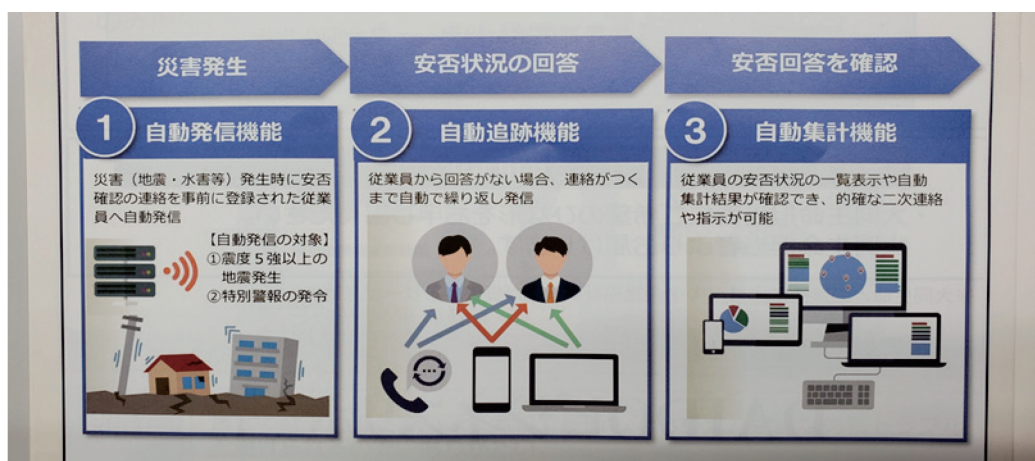 災害発生
安否状況の回答
安否回答を確認
1
自動発信機能
災害（地震・水害等）発生時に安否
確認の連絡を事前に登録された従業
員へ自動発信
【自動発信の対象】
①震度５強以上の
地震発生
②特別警報の発令
2
自動追跡機能
従業員から回答がない場合、連絡がつく
まで自動で繰り返し発信
3
自動集計機能
従業員の安否状況の一覧表示や自動
集計結果が確認でき、的確な二次連絡
や指示が可能